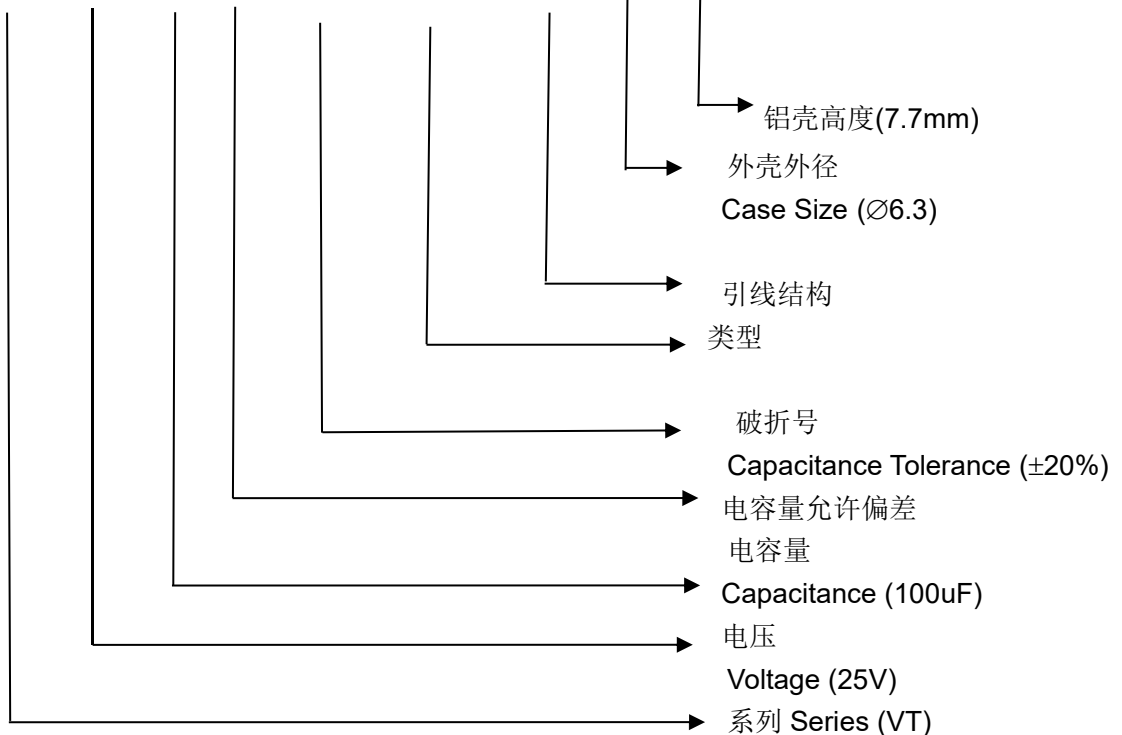 铝壳高度(7.7mm)
外壳外径
Case Size (∅6.3)
引线结构
类型
破折号
Capacitance Tolerance (±20%)
电容量允许偏差
电容量
Capacitance (100uF)
电压
Voltage (25V)
系列 Series (VT)